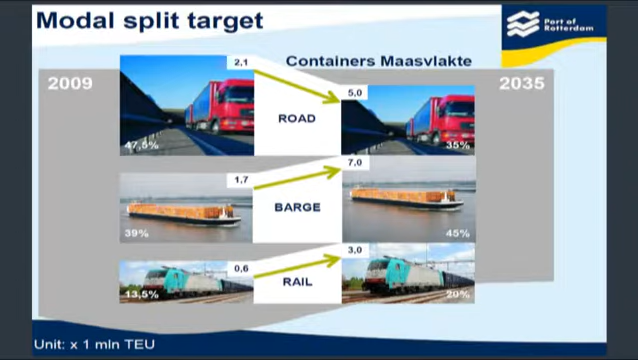 Modal split target
Port of
Rotterdam
Containers Maasvlakte
2009
2035
2,1
5,0
ROAD
47,5%
35%
1,7
7,0
BARGE
39%
45%
0,6
3,0
RAIL
13,5%
20%
Unit: x 1 mln TEU